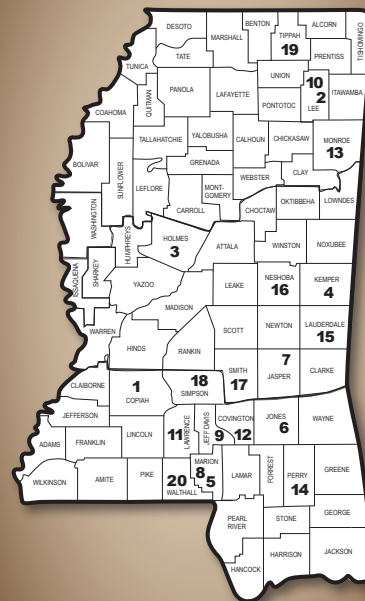 BENTON
ALCORN
DESOTO
MARSHALL
TIPPAH
19
TISHOMINGO
TATE
PRENTISS
TUNICA
UNION
PANOLA
LAFAYETTE
10
2
LEE
ITAWAMBA
QUITMAN
PONTOTOC
COAHOMA
TALLAHATCHIE
YALOBUSHA
CALHOUN
CHICKASAW
MONROE
13
BOLIVAR
SUNFLOWER
GRENADA
CLAY
LEFLORE
WEBSTER
MONT-
GOMERY
OKTIBBEHA
LOWNDES
WASHINGTON
CARROLL
CHOCTAW
HUMPHREYS
HOLMES
3
ATTALA
WINSTON
NOXUBEE
SHARKEY
ISSAQUENA
YAZOO
LEAKE
NESHOBA
16
KEMPER
4
MADISON
WARREN
SCOTT
NEWTON
LAUDERDALE
15
HINDS
RANKIN
7
JASPER
CLARKE
SMITH
17
CLAIBORNE
1
COPIAH
18
SIMPSON
JEFFERSON
LAWRENCE
11
JEFF DAVIS
COVINGTON
9
12
JONES
6
WAYNE
ADAMS
FRANKLIN
LINCOLN
MARION
8
5
LAMAR
FORREST
PERRY
14
GREENE
WILKINSON
AMITE
PIKE
20
WALTHALL
PEARL
RIVER
STONE
GEORGE
HARRISON
JACKSON
HANCOCK